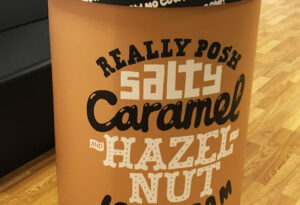 REALLY POSH
salty
Caramel
AND HAZEL-
NUT